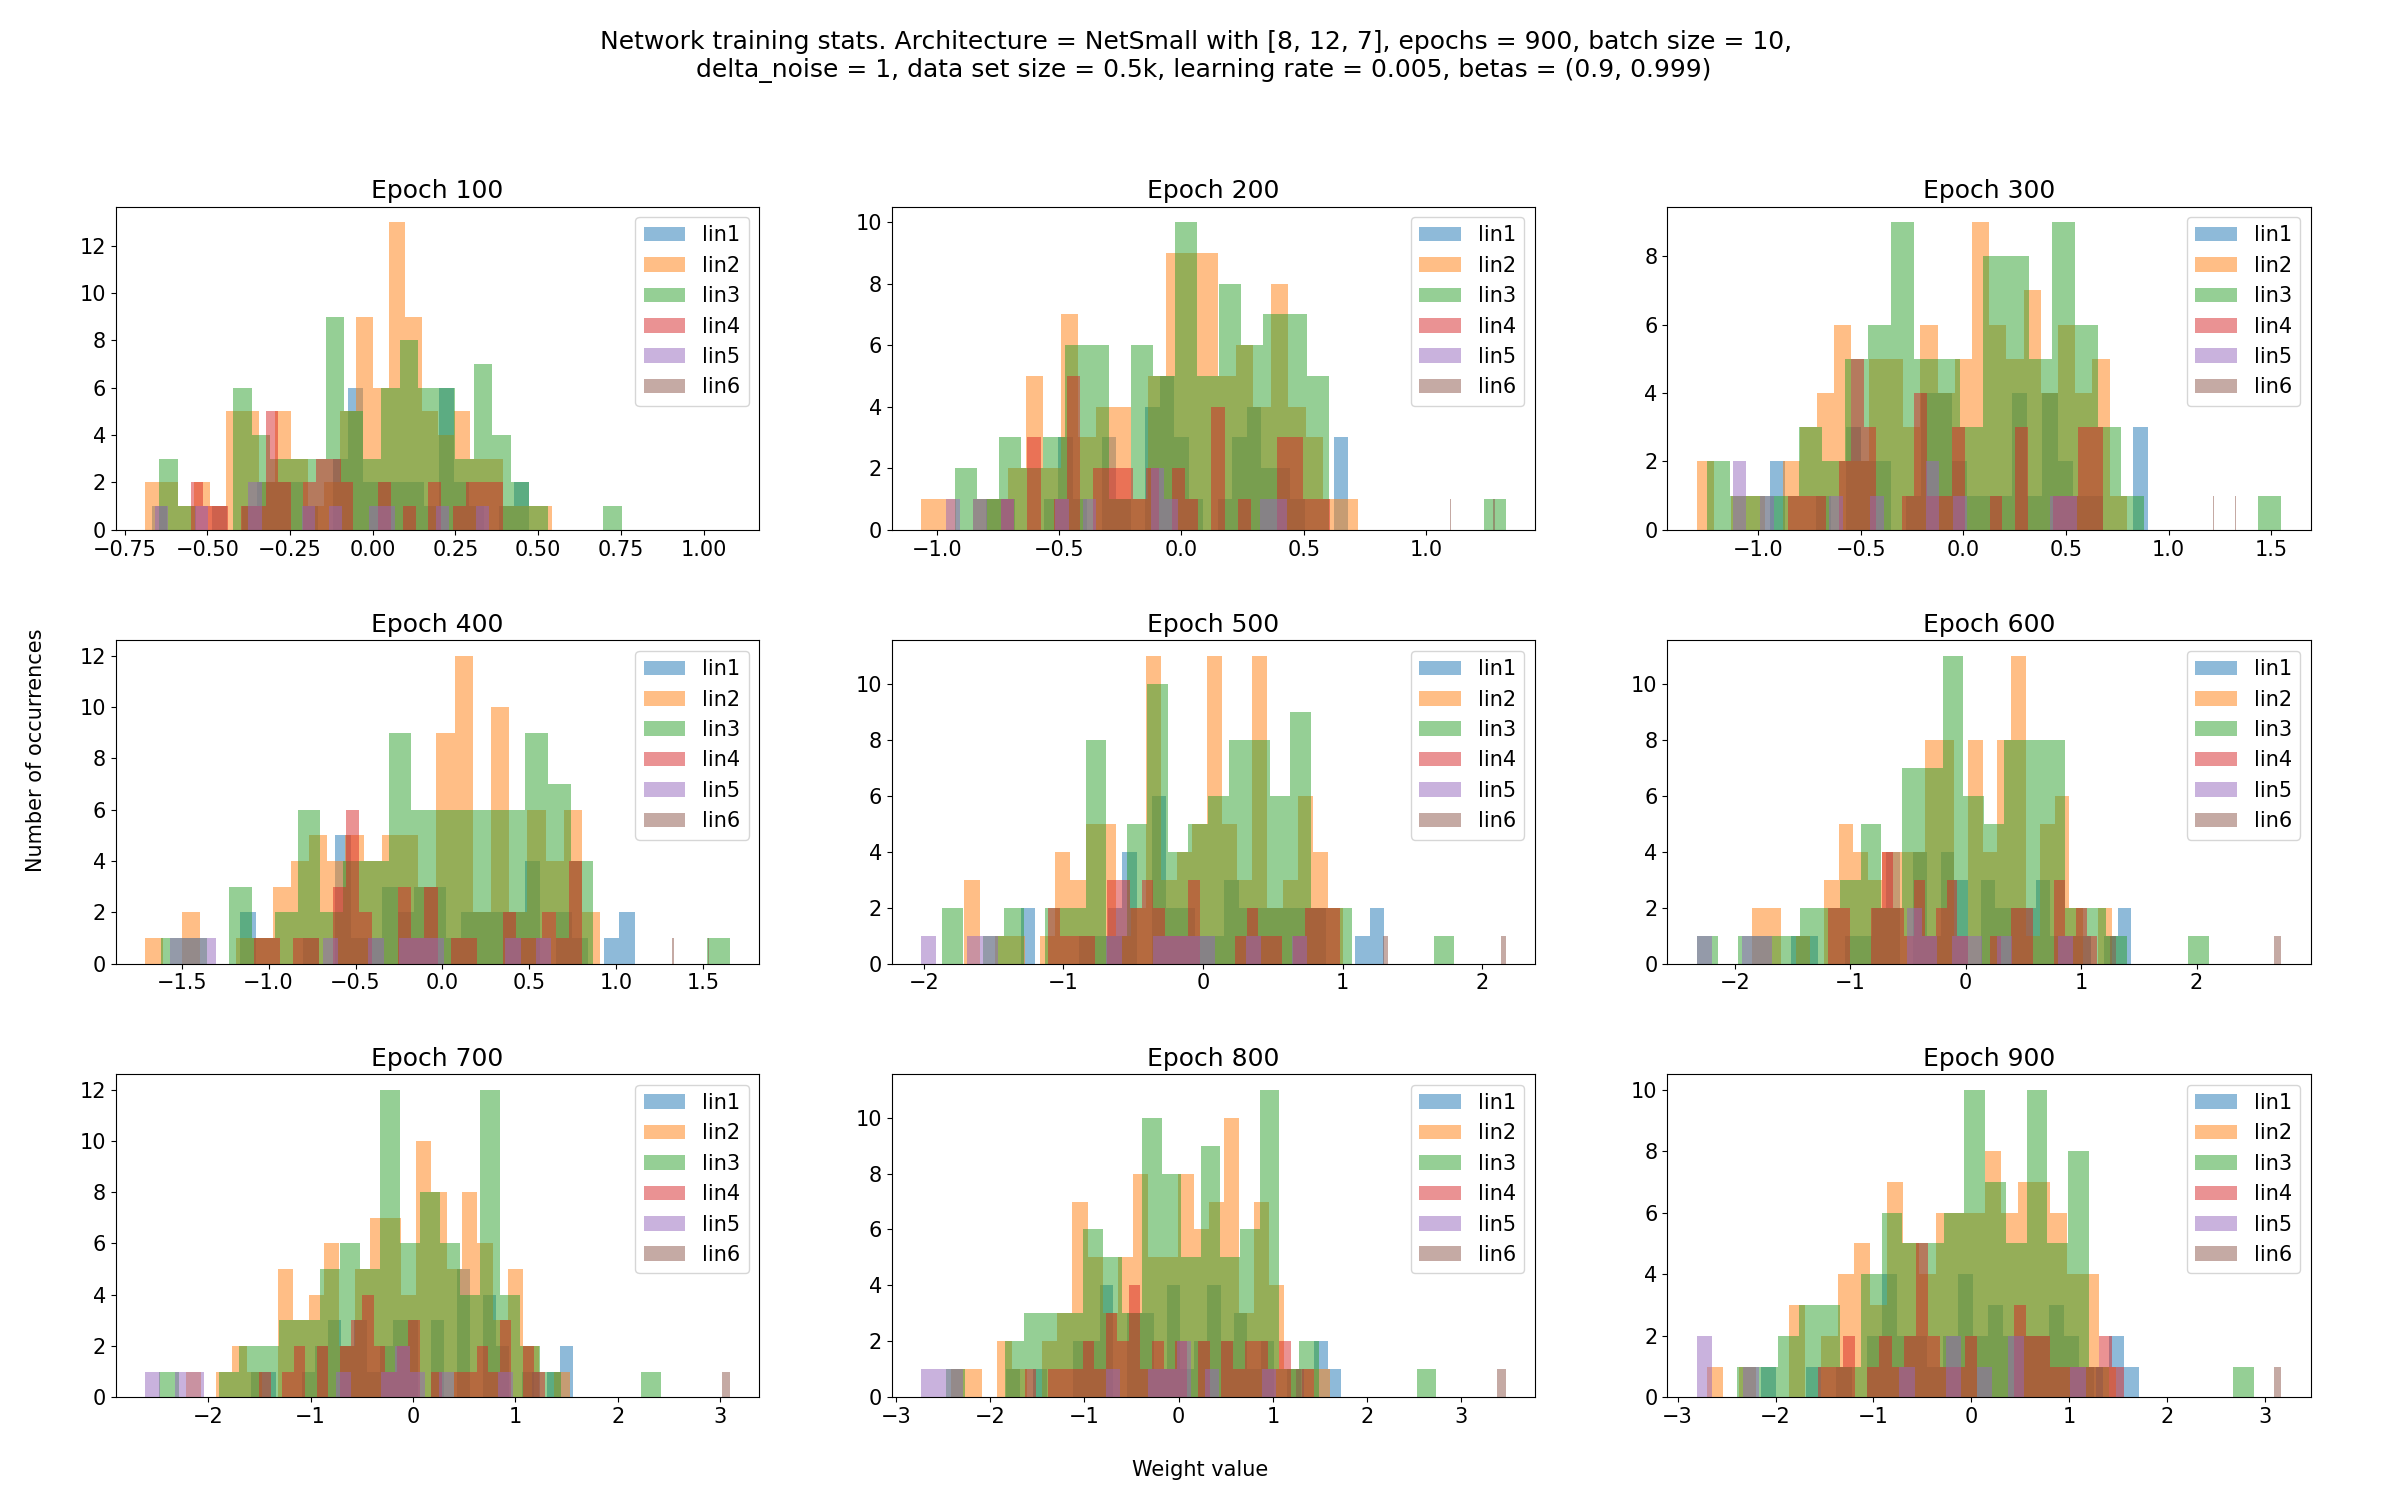 Network training stats. Architecture = NetSmall with [8, 12, 7], epochs = 900, batch size = 10,
delta_noise = 1, data set size = 0.5k, learning rate = 0.005, betas = (0.9, 0.999)
Epoch 100
12
10
8
6
4
2
0
−0.75 −0.50 −0.25 0.00 0.25 0.50 0.75 1.00
lin1
lin2
lin3
lin4
lin5
lin6
Epoch 200
10
8
6
4
2
0
−1.0 −0.5 0.0 0.5 1.0
lin1
lin2
lin3
lin4
lin5
lin6
Epoch 300
8
6
4
2
0
−1.0 −0.5 0.0 0.5 1.0 1.5
lin1
lin2
lin3
lin4
lin5
lin6
Number of occurrences
Epoch 400
12
10
8
6
4
2
0
−1.5 −1.0 −0.5 0.0 0.5 1.0 1.5
lin1
lin2
lin3
lin4
lin5
lin6
Epoch 500
10
8
6
4
2
0
−2 −1 0 1 2
lin1
lin2
lin3
lin4
lin5
lin6
Epoch 600
10
8
6
4
2
0
−2 −1 0 1 2
lin1
lin2
lin3
lin4
lin5
lin6
Epoch 700
12
10
8
6
4
2
0
−2 −1 0 1 2 3
lin1
lin2
lin3
lin4
lin5
lin6
Epoch 800
10
8
6
4
2
0
−3 −2 −1 0 1 2 3
lin1
lin2
lin3
lin4
lin5
lin6
Epoch 900
10
8
6
4
2
0
−3 −2 −1 0 1 2 3
lin1
lin2
lin3
lin4
lin5
lin6
Weight value